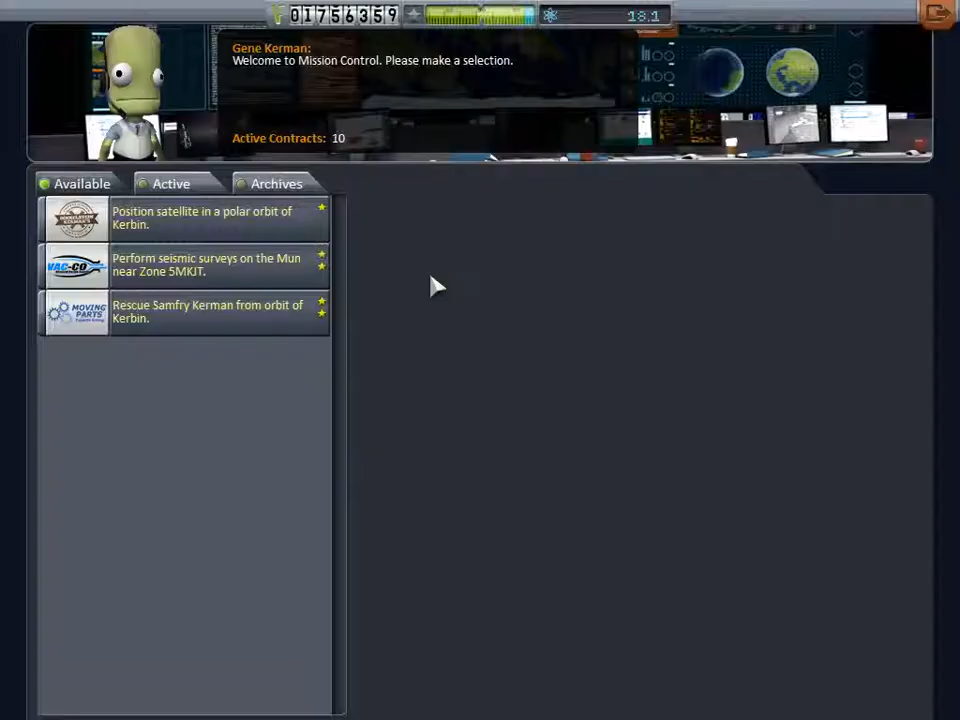 01756359
18.1
Gene Kerman:
Welcome to Mission Control. Please make a selection.
Active Contracts: 10
Available
Active
Archives
Position satellite in a polar orbit of
Kerbin.
VAC-CO
Perform seismic surveys on the Mun
near Zone 5MKJT.
MOVING
PARTS
Rescue Samfry Kerman from orbit of
Kerbin.